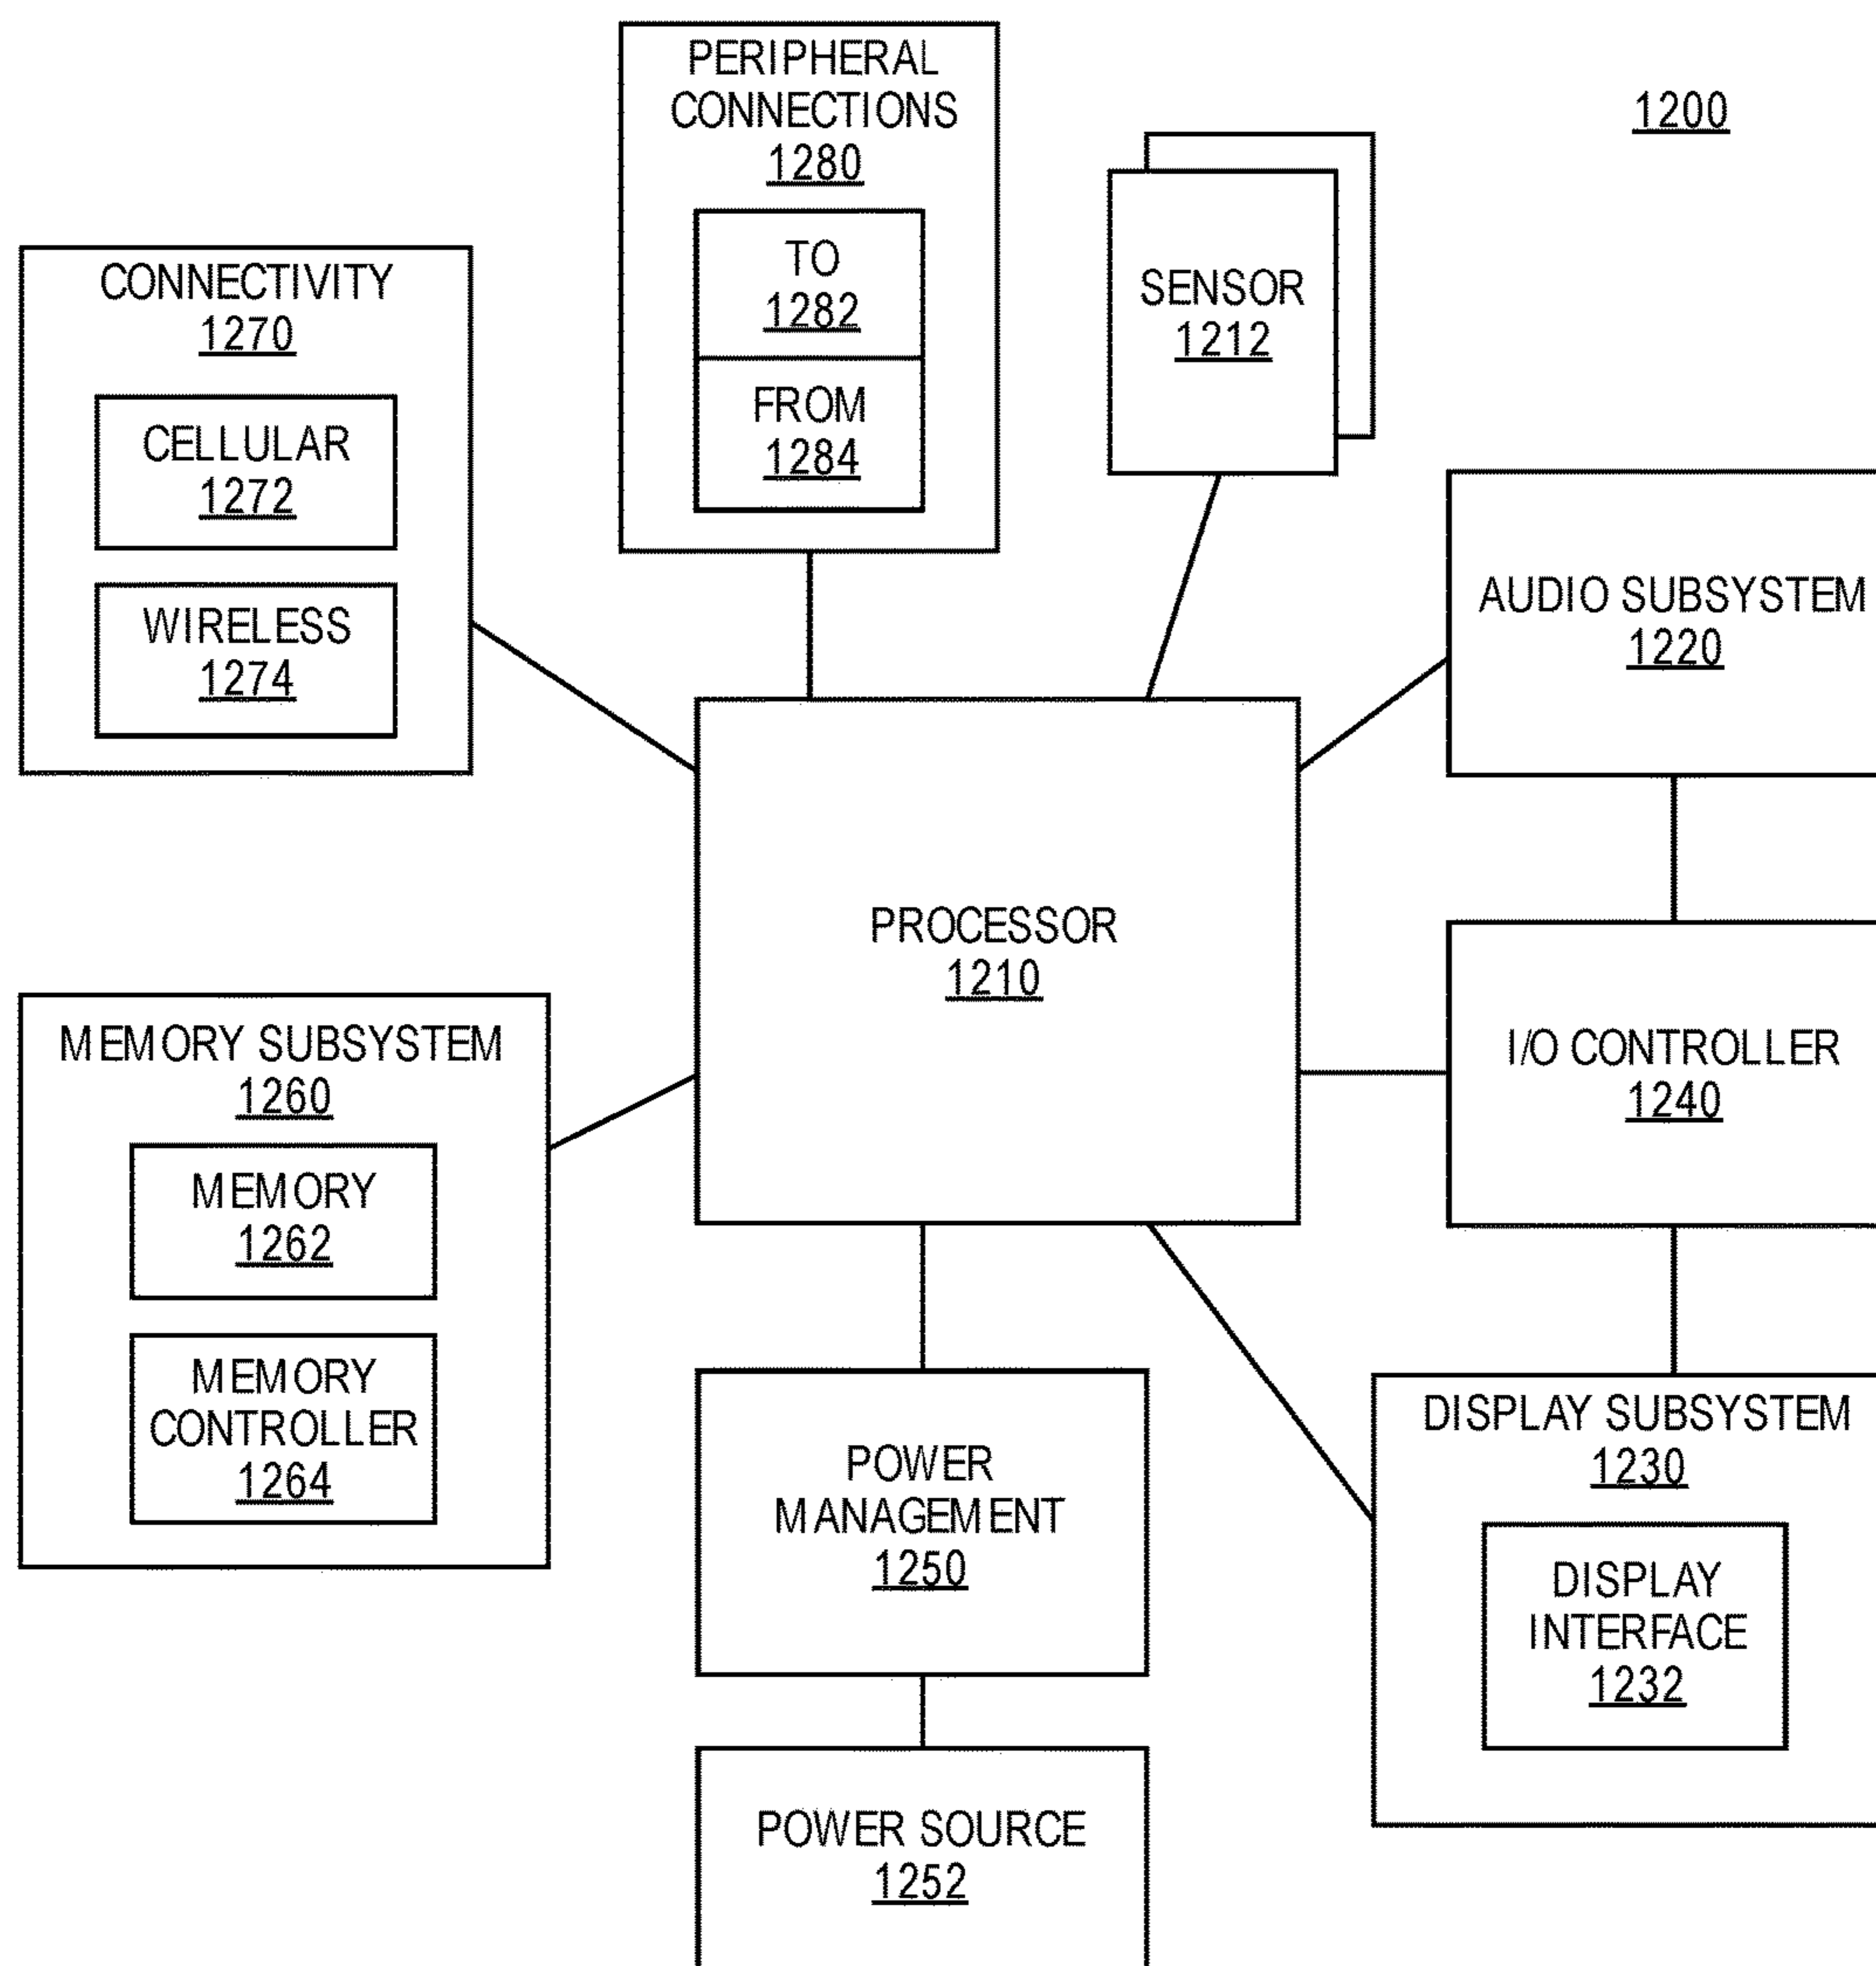 PERIPHERAL
CONNECTIONS
1280
TO
1282
FROM
1284
1200
SENSOR
1212
CONNECTIVITY
1270
CELLULAR
1272
WIRELESS
1274
AUDIO SUBSYSTEM
1220
PROCESSOR
1210
I/O CONTROLLER
1240
MEMORY SUBSYSTEM
1260
MEMORY
1262
MEMORY
CONTROLLER
1264
POWER
MANAGEMENT
1250
DISPLAY SUBSYSTEM
1230
DISPLAY
INTERFACE
1232
POWER SOURCE
1252